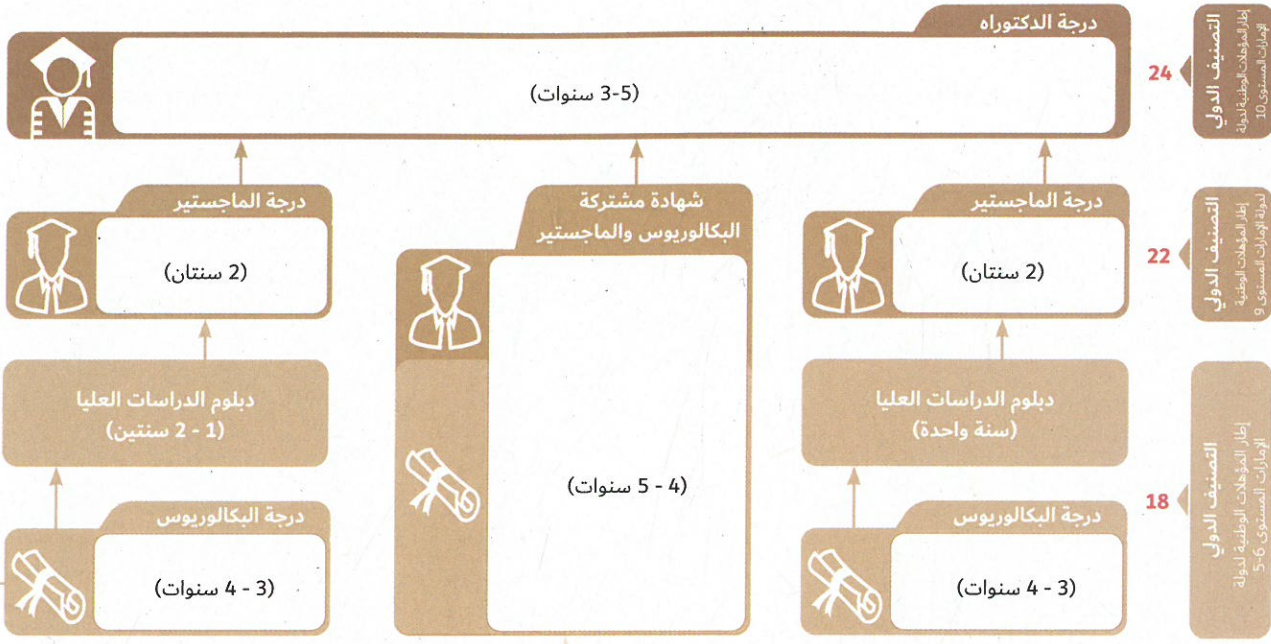 درجة الدكتوراه
(3-5 سنوات)
24
التصنيف الدولي
إطار المؤهلات الوطنية لدولة
الإمارات المستوى 10
درجة الماجستير
(2 سنتان)
شهادة مشتركة
البكالوريوس والماجستير
(4 - 5 سنوات)
درجة الماجستير
(2 سنتان)
22
التصنيف الدولي
إطار المؤهلات الوطنية
لدولة الإمارات المستوى 9
دبلوم الدراسات العليا
(سنة واحدة)
دبلوم الدراسات العليا
(1 - 2 سنتين)
18
التصنيف الدولي
إطار المؤهلات الوطنية لدولة
الإمارات المستوى 6-5
درجة البكالوريوس
(3 - 4 سنوات)
درجة البكالوريوس
(3 - 4 سنوات)